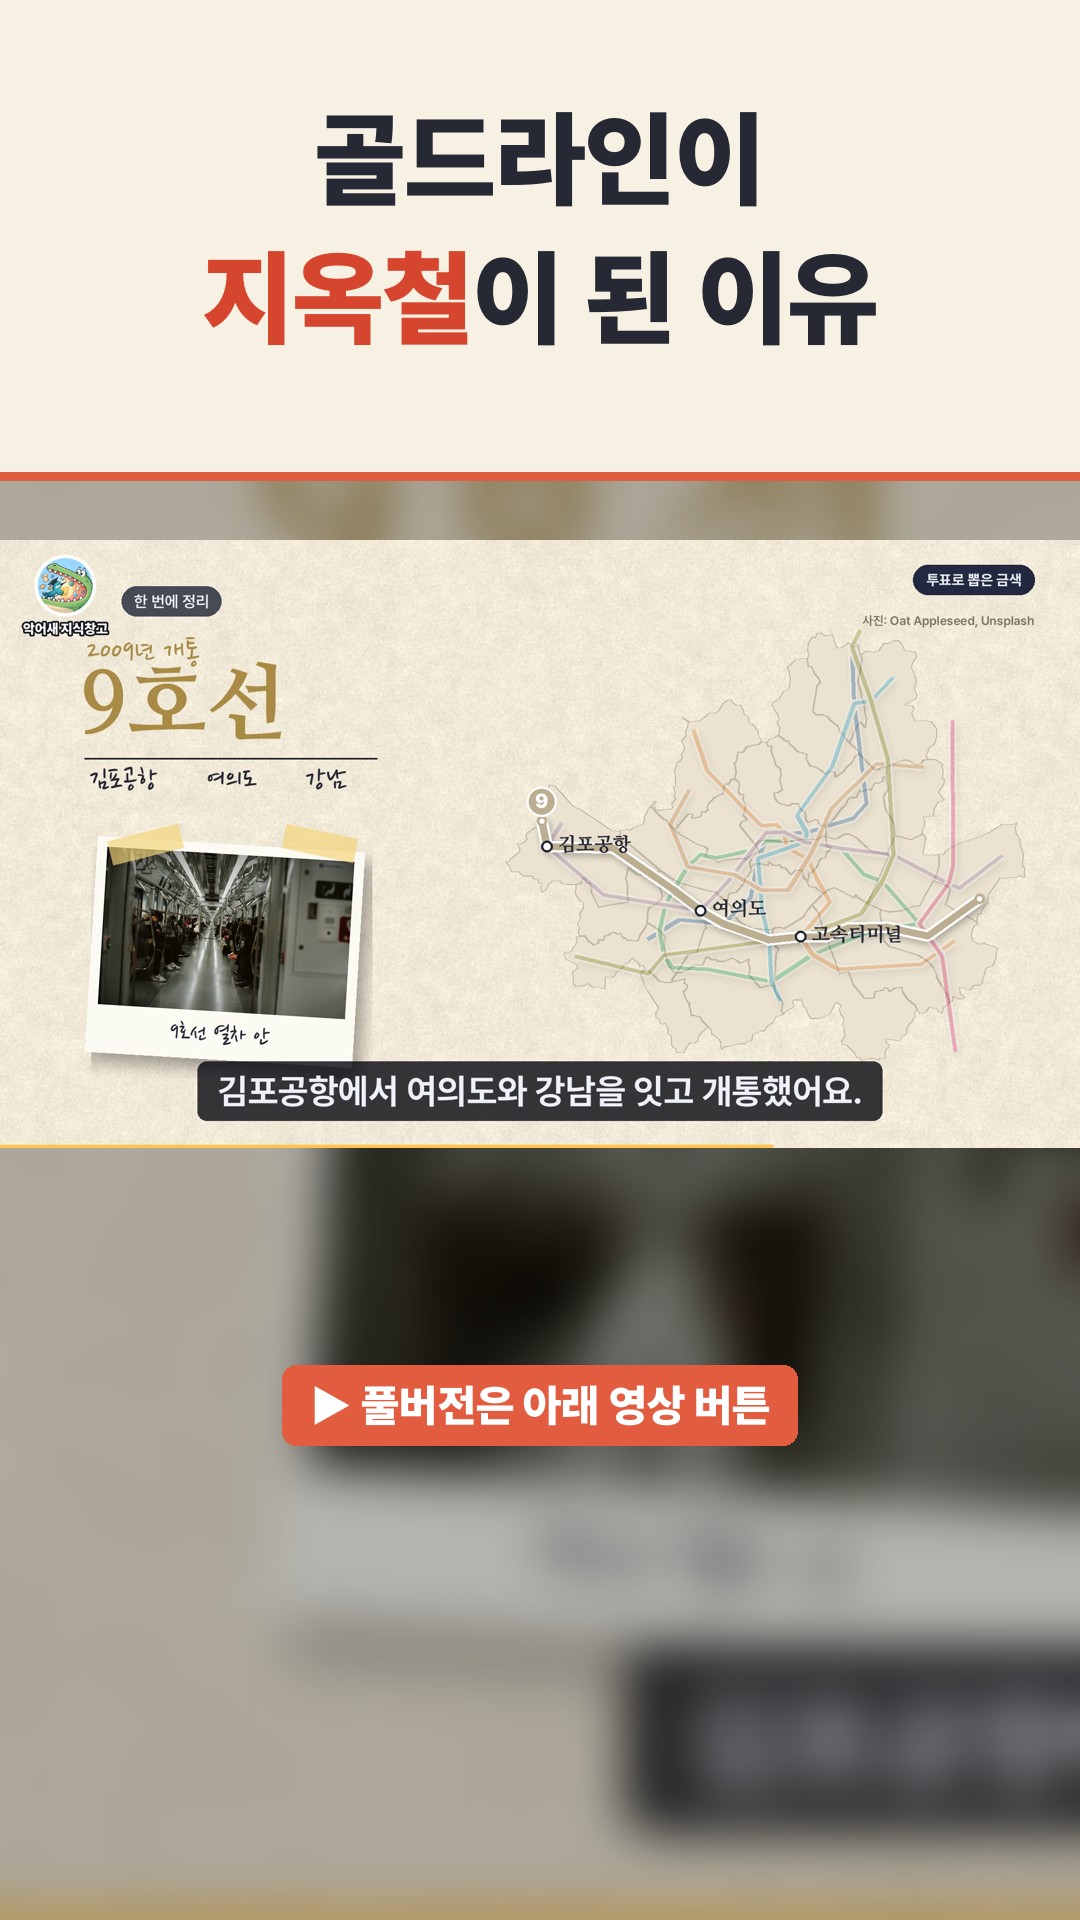 골드라인이
지옥철이 된 이유
악어새 지식창고
한 번에 정리
투표로 뽑은 금색
사진: Oat Appleseed, Unsplash
2009년 개통
9호선
김포공항 여의도 강남
9호선 열차 안
9
김포공항
여의도
고속터미널
김포공항에서 여의도와 강남을 잇고 개통했어요.
▶ 풀버전은 아래 영상 버튼